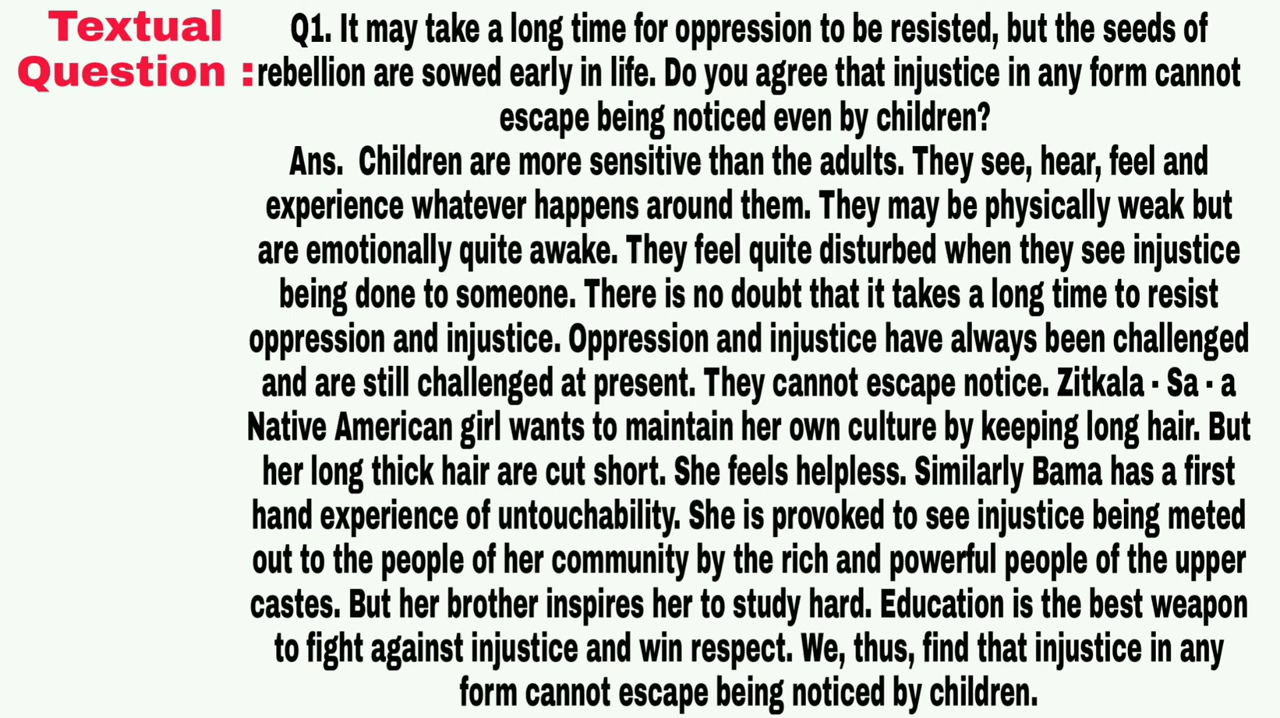 Textual
Question :
Q1. It may take a long time for oppression to be resisted, but the seeds of
rebellion are sowed early in life. Do you agree that injustice in any form cannot
escape being noticed even by children?
Ans.  Children are more sensitive than the adults. They see, hear, feel and
experience whatever happens around them. They may be physically weak but
are emotionally quite awake. They feel quite disturbed when they see injustice
being done to someone. There is no doubt that it takes a long time to resist
oppression and injustice. Oppression and injustice have always been challenged
and are still challenged at present. They cannot escape notice. Zitkala - Sa - a
Native American girl wants to maintain her own culture by keeping long hair. But
her long thick hair are cut short. She feels helpless. Similarly Bama has a first
hand experience of untouchability. She is provoked to see injustice being meted
out to the people of her community by the rich and powerful people of the upper
castes. But her brother inspires her to study hard. Education is the best weapon
to fight against injustice and win respect. We, thus, find that injustice in any
form cannot escape being noticed by children.